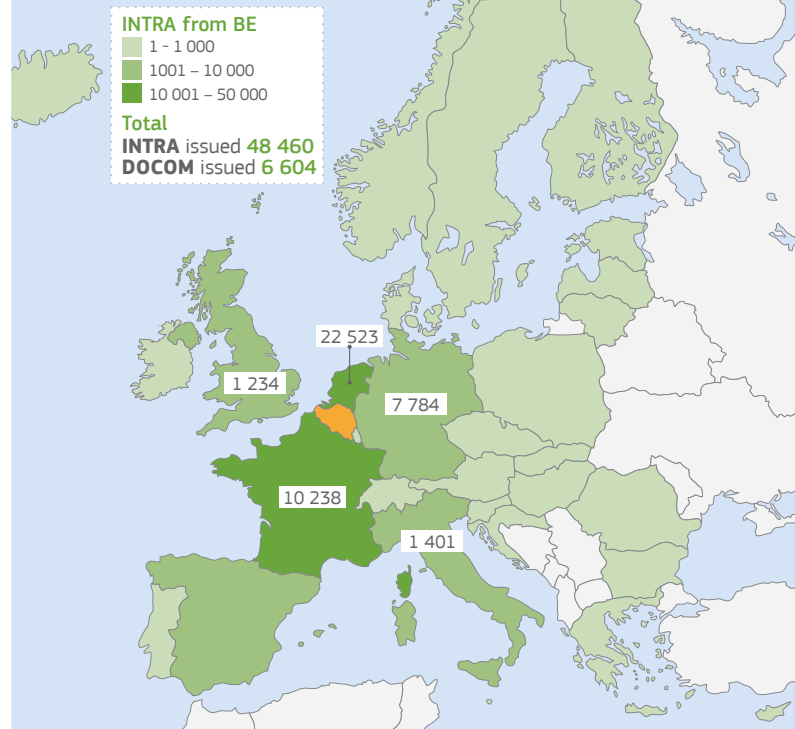 INTRA from BE
1 - 1 000
1001 – 10 000
10 001 – 50 000
Total
INTRA issued 48 460
DOCOM issued 6 604
22 523
1 234
7 784
10 238
1 401